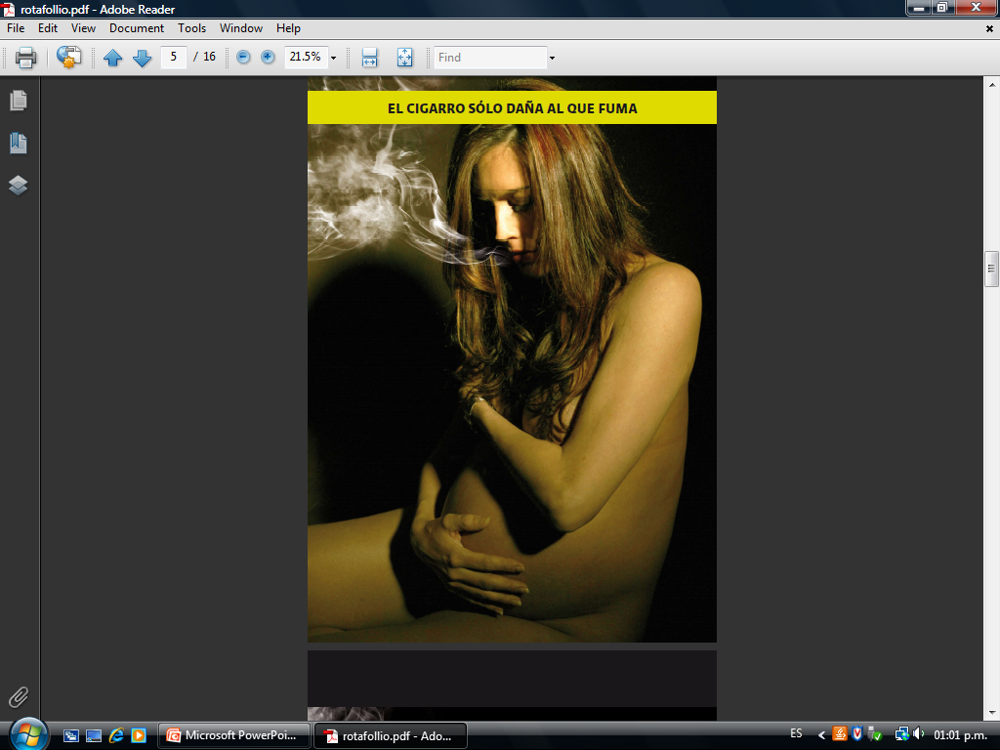 rotafollio.pdf - Adobe Reader
File Edit View Document Tools Window Help
5 / 16 21.5% Find
EL CIGARRO SÓLO DAÑA AL QUE FUMA
Microsoft PowerPoi... rotafollio.pdf - Ado... ES 01:01 p.m.